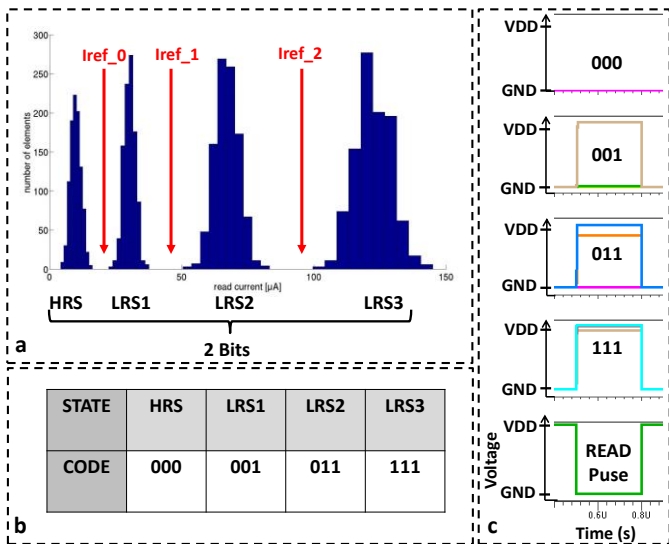 Iref_0 Iref_1 Iref_2
300
250
200
150
100
50
0
number of elements
0 50 100 150
read current [µA]
HRS LRS1 LRS2 LRS3
2 Bits
a
STATE HRS LRS1 LRS2 LRS3
CODE 000 001 011 111
b
VDD
000
GND
VDD
001
GND
VDD
011
GND
VDD
111
GND
VDD
READ
Puse
GND
Voltage
0.6U 0.8U
Time (s)
c